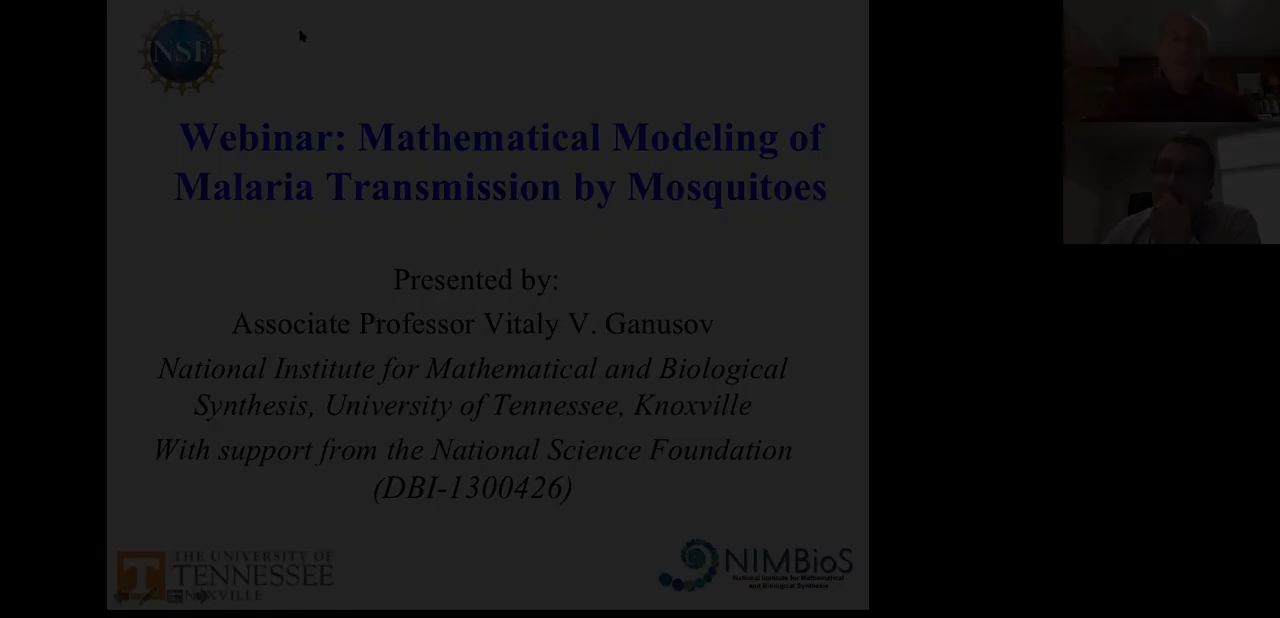 NSF
Webinar: Mathematical Modeling of
Malaria Transmission by Mosquitoes
Presented by:
Associate Professor Vitaly V. Ganusov
National Institute for Mathematical and Biological
Synthesis, University of Tennessee, Knoxville
With support from the National Science Foundation
(DBI-1300426)
THE UNIVERSITY OF
TENNESSEE
KNOXVILLE
NIMBioS
National Institute for Mathematical
and Biological Synthesis